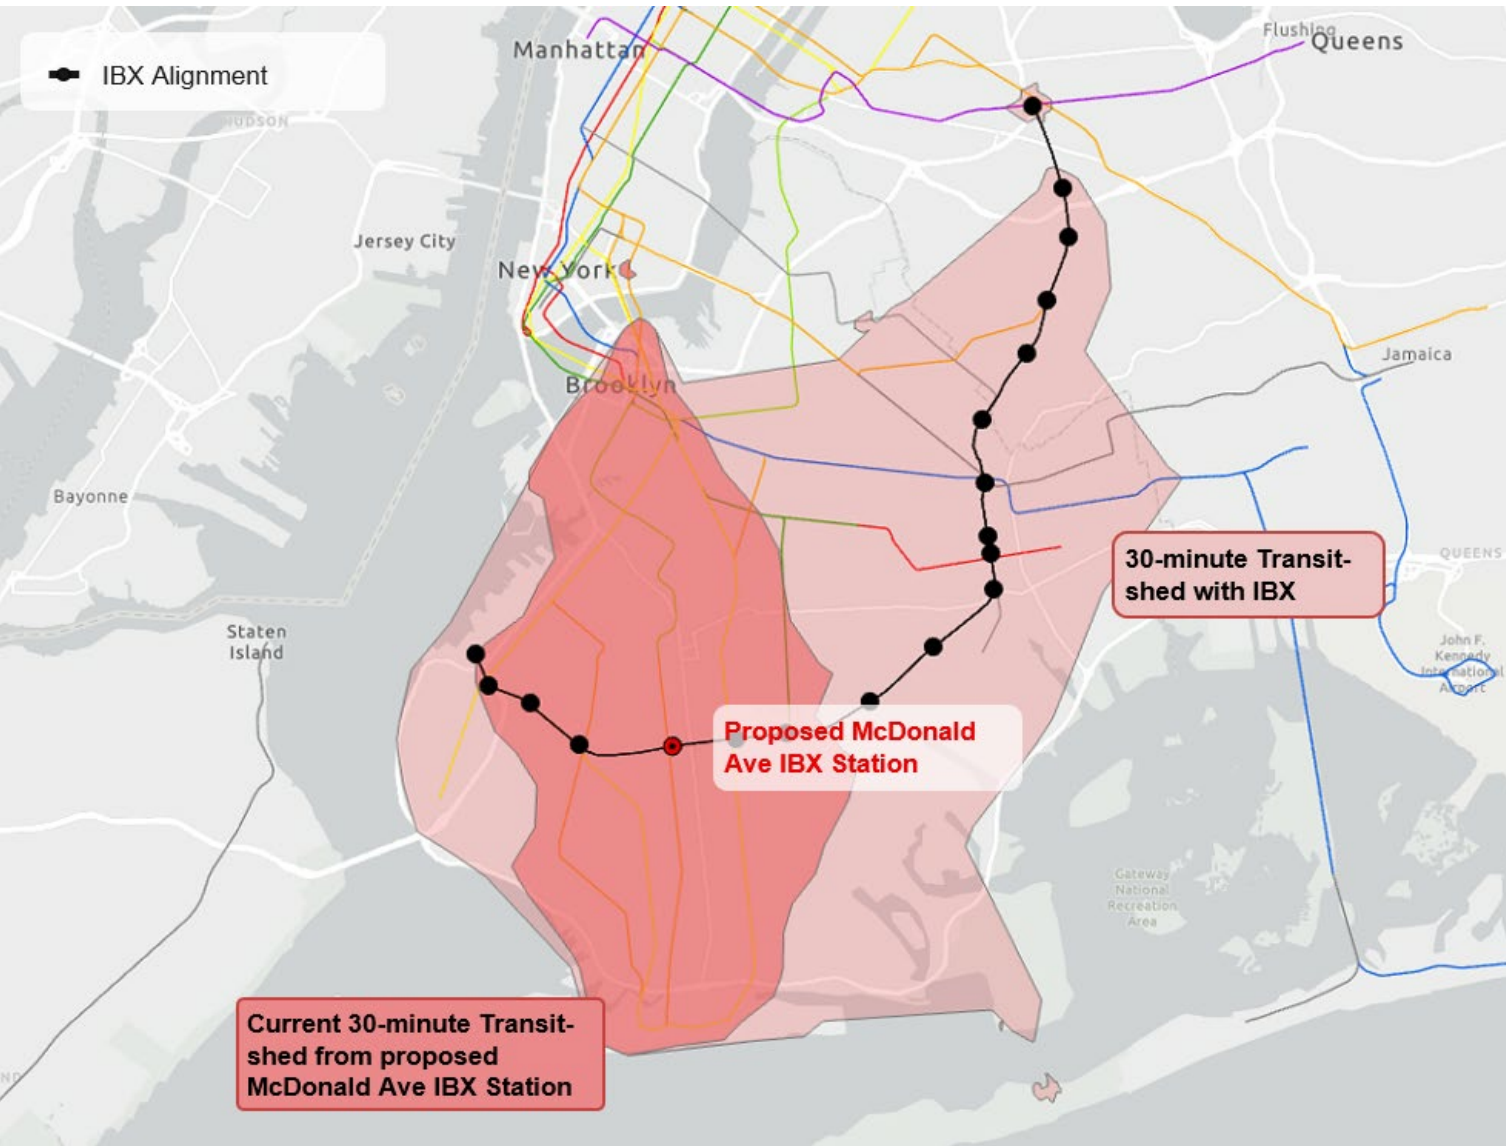 IBX Alignment
Manhattan
Flushing
Queens
HUDSON
Jersey City
New York
Brooklyn
Jamaica
Bayonne
30-minute Transit-
shed with IBX
QUEENS
Staten
Island
John F.
Kennedy
International
Airport
Proposed McDonald
Ave IBX Station
Gateway
National
Recreation
Area
Current 30-minute Transit-
shed from proposed
McDonald Ave IBX Station